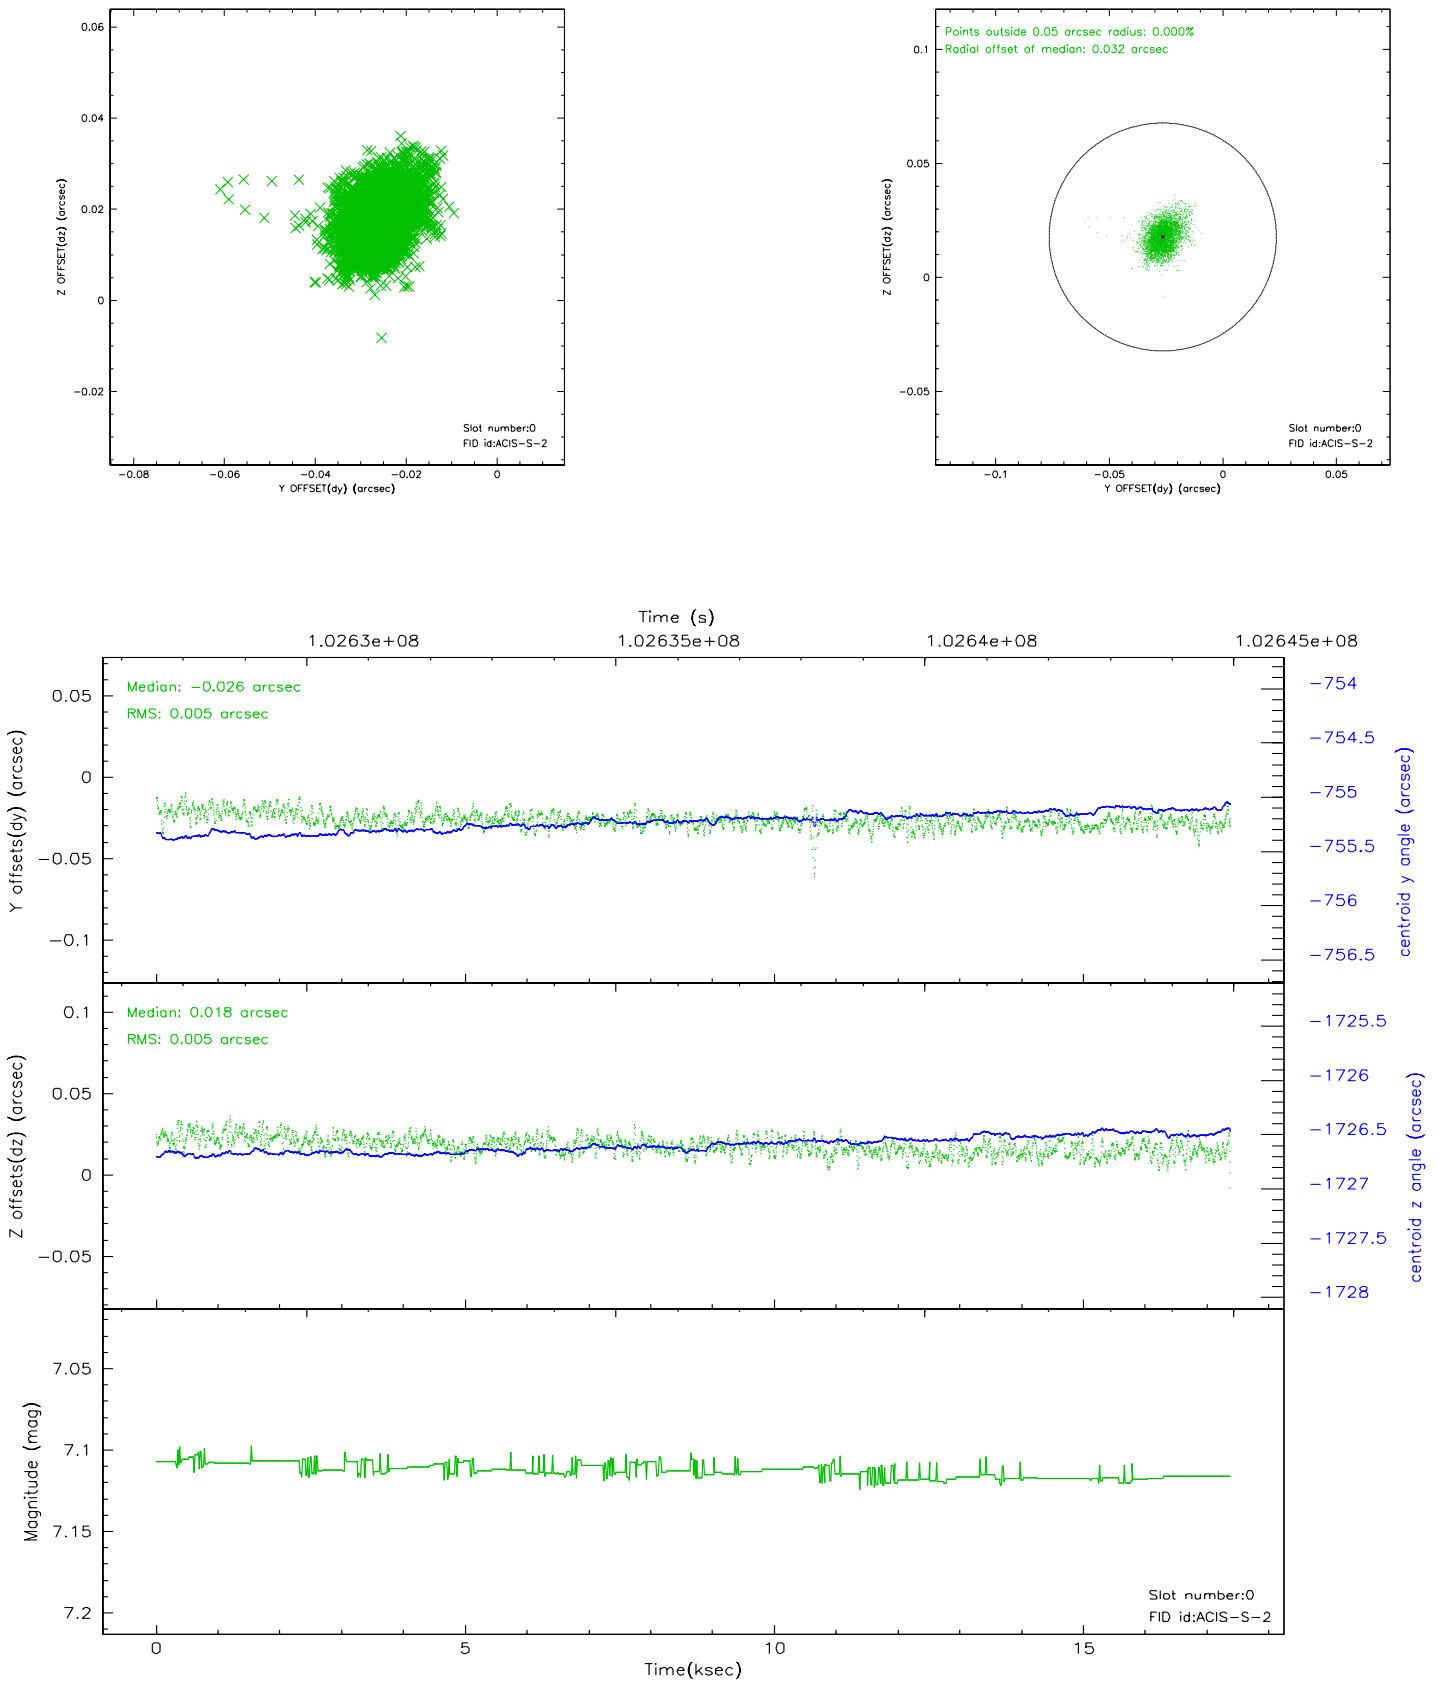 0.06
0.04
0.02
0
−0.02
Z OFFSET(dz) (arcsec)
Slot number:0
FID id:ACIS−S−2
−0.08 −0.06 −0.04 −0.02 0
Y OFFSET(dy) (arcsec)
Points outside 0.05 arcsec radius: 0.000%
Radial offset of median: 0.032 arcsec
0.1
0.05
0
−0.05
Z OFFSET(dz) (arcsec)
Slot number:0
FID id:ACIS−S−2
−0.1 −0.05 0 0.05
Y OFFSET(dy) (arcsec)
Time (s)
1.0263e+08 1.02635e+08 1.0264e+08 1.02645e+08
Median: −0.026 arcsec
RMS: 0.005 arcsec
0.05
0
−0.05
−0.1
Y offsets(dy) (arcsec)
−754
−754.5
−755
−755.5
−756
−756.5
centroid y angle (arcsec)
Median: 0.018 arcsec
RMS: 0.005 arcsec
0.1
0.05
0
−0.05
Z offsets(dz) (arcsec)
−1725.5
−1726
−1726.5
−1727
−1727.5
−1728
centroid z angle (arcsec)
7.05
7.1
7.15
7.2
Magnitude (mag)
Slot number:0
FID id:ACIS−S−2
0 5 10 15
Time(ksec)